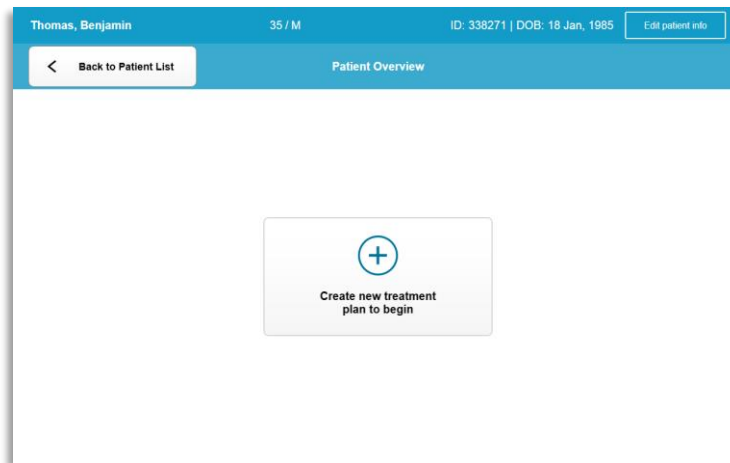 Thomas, Benjamin 35 / M ID: 338271 | DOB: 18 Jan, 1985 Edit patient info
Back to Patient List Patient Overview
Create new treatment
plan to begin